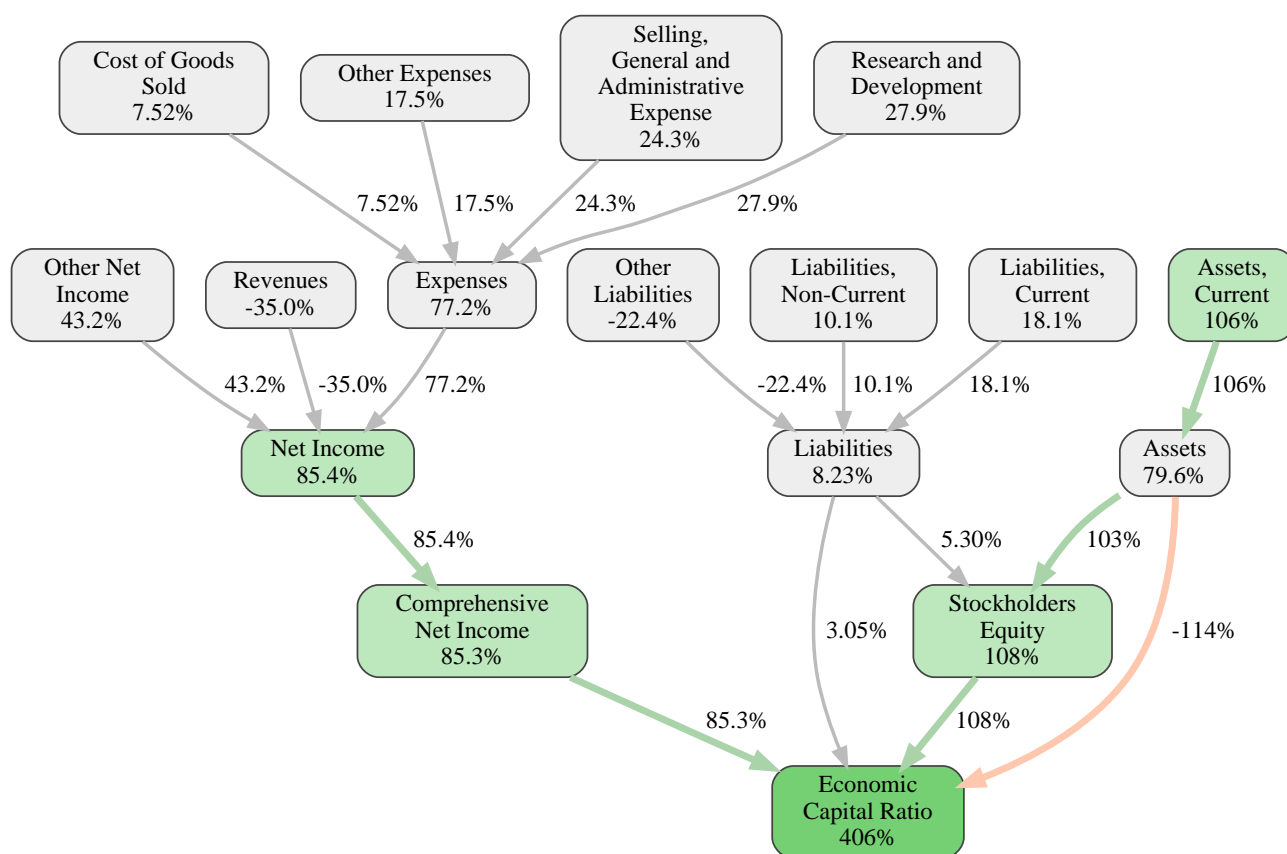 Cost of Goods
Sold
7.52%
Other Expenses
17.5%
Selling,
General and
Administrative
Expense
24.3%
Research and
Development
27.9%
7.52%
17.5%
24.3%
27.9%
Other Net
Income
43.2%
Revenues
-35.0%
Expenses
77.2%
Other
Liabilities
-22.4%
Liabilities,
Non-Current
10.1%
Liabilities,
Current
18.1%
Assets,
Current
106%
43.2%
-35.0%
77.2%
-22.4%
10.1%
18.1%
106%
Net Income
85.4%
Liabilities
8.23%
Assets
79.6%
85.4%
5.30%
103%
Comprehensive
Net Income
85.3%
3.05%
Stockholders
Equity
108%
-114%
85.3%
108%
Economic
Capital Ratio
406%